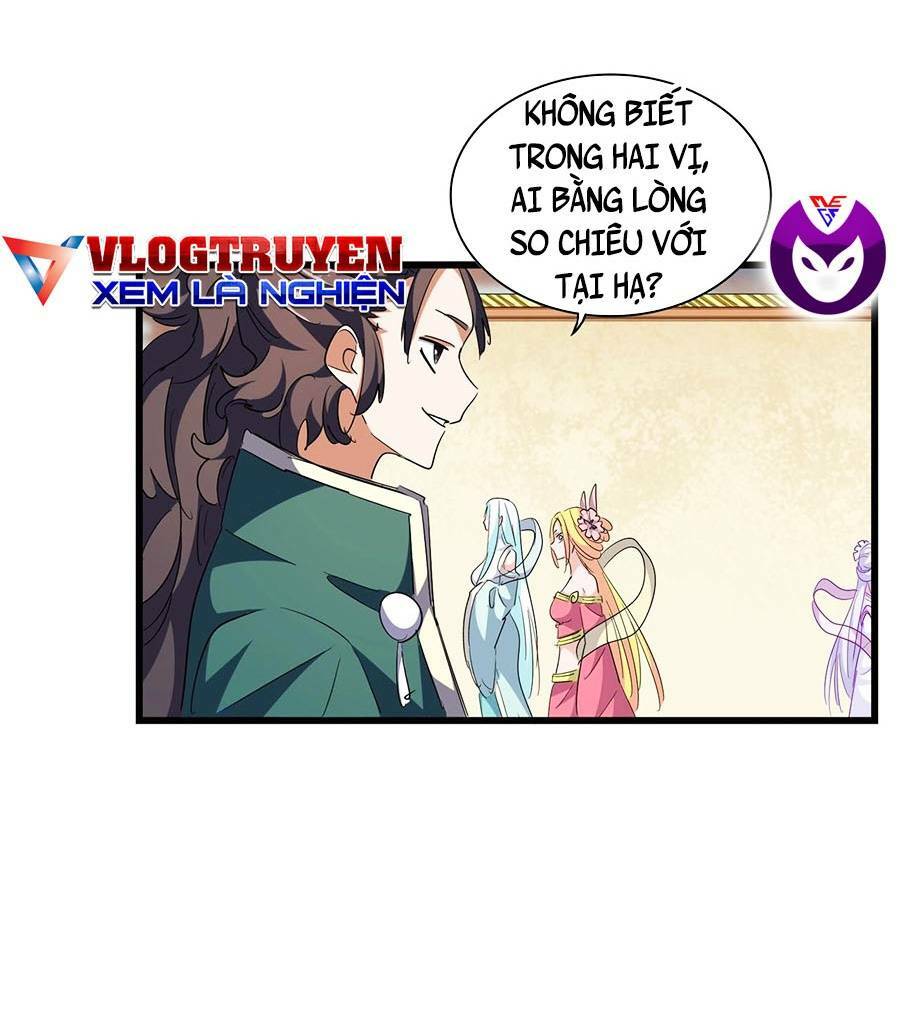 KHÔNG BIẾT
TRONG HAI VỊ,
AI BẰNG LÒNG
SO CHIÊU VỚI
TẠI HẠ?
VLOGTRUYEN
XEM LÀ NGHIỆN